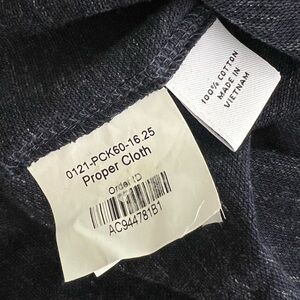 0121-PCK60-16.25
Proper Cloth
Order ID
AC944781B1
100% COTTON
MADE IN
VIETNAM